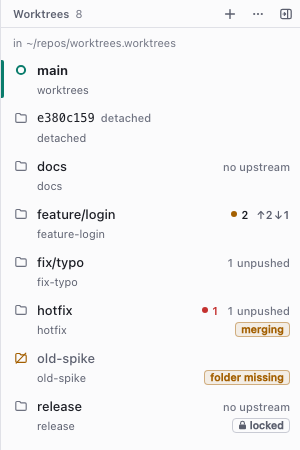 Worktrees 8
in ~/repos/worktrees.worktrees
main
worktrees
e380c159 detached
detached
docs no upstream
docs
feature/login 2 ↑2↓1
feature-login
fix/typo 1 unpushed
fix-typo
hotfix 1 1 unpushed
hotfix merging
old-spike
old-spike folder missing
release no upstream
release locked